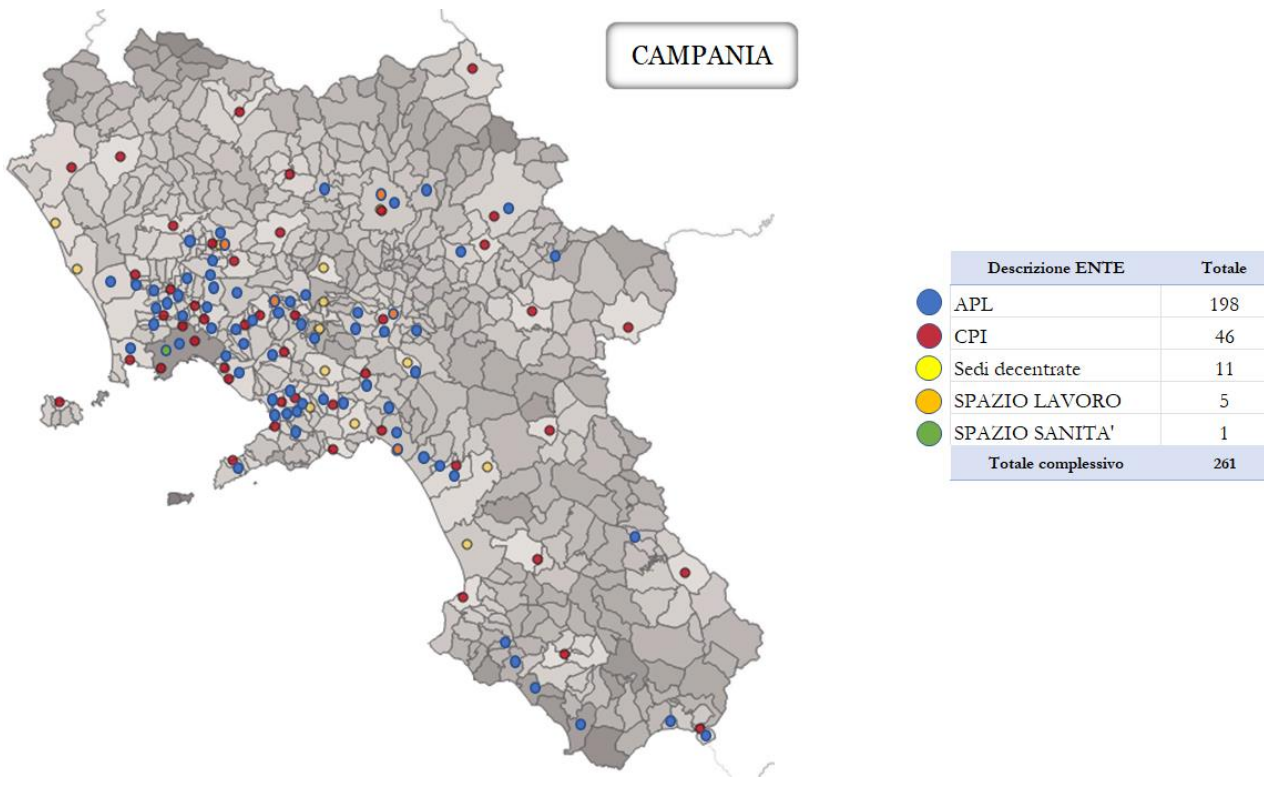 CAMPANIA
Descrizione ENTE Totale
APL 198
CPI 46
Sedi decentrate 11
SPAZIO LAVORO 5
SPAZIO SANITA' 1
Totale complessivo 261